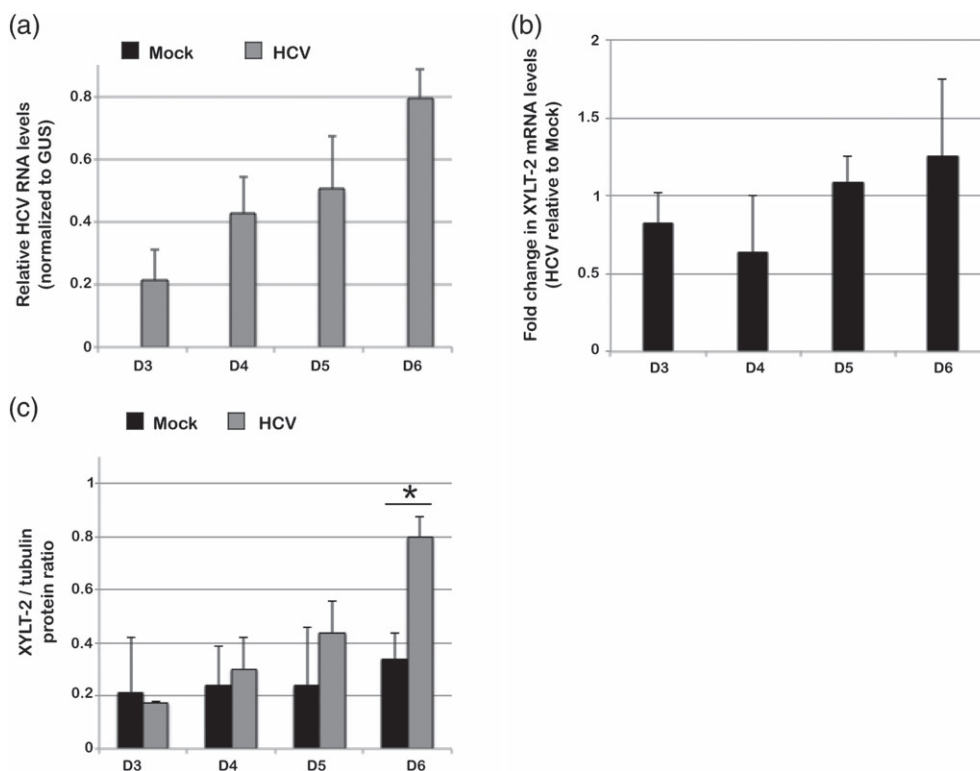 (a)
Mock HCV
Relative HCV RNA levels
(normalized to GUS)
0.8
0.6
0.4
0.2
0
D3 D4 D5 D6
(b)
Fold change in XYLT-2 mRNA levels
(HCV relative to Mock)
2
1.5
1
0.5
0
D3 D4 D5 D6
(c)
Mock HCV
XYLT-2 / tubulin
protein ratio
1
0.8
0.6
0.4
0.2
0
*
D3 D4 D5 D6